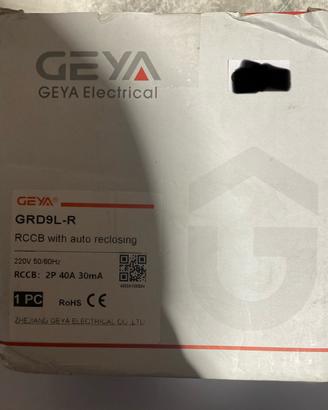 GEYA
GEYA Electrical
GEYA®
GRD9L-R
RCCB with auto reclosing
220V 50/60Hz
RCCB: 2P 40A 30mA
1 PC RoHS CE
ZHEJIANG GEYA ELECTRICAL CO.,LTD